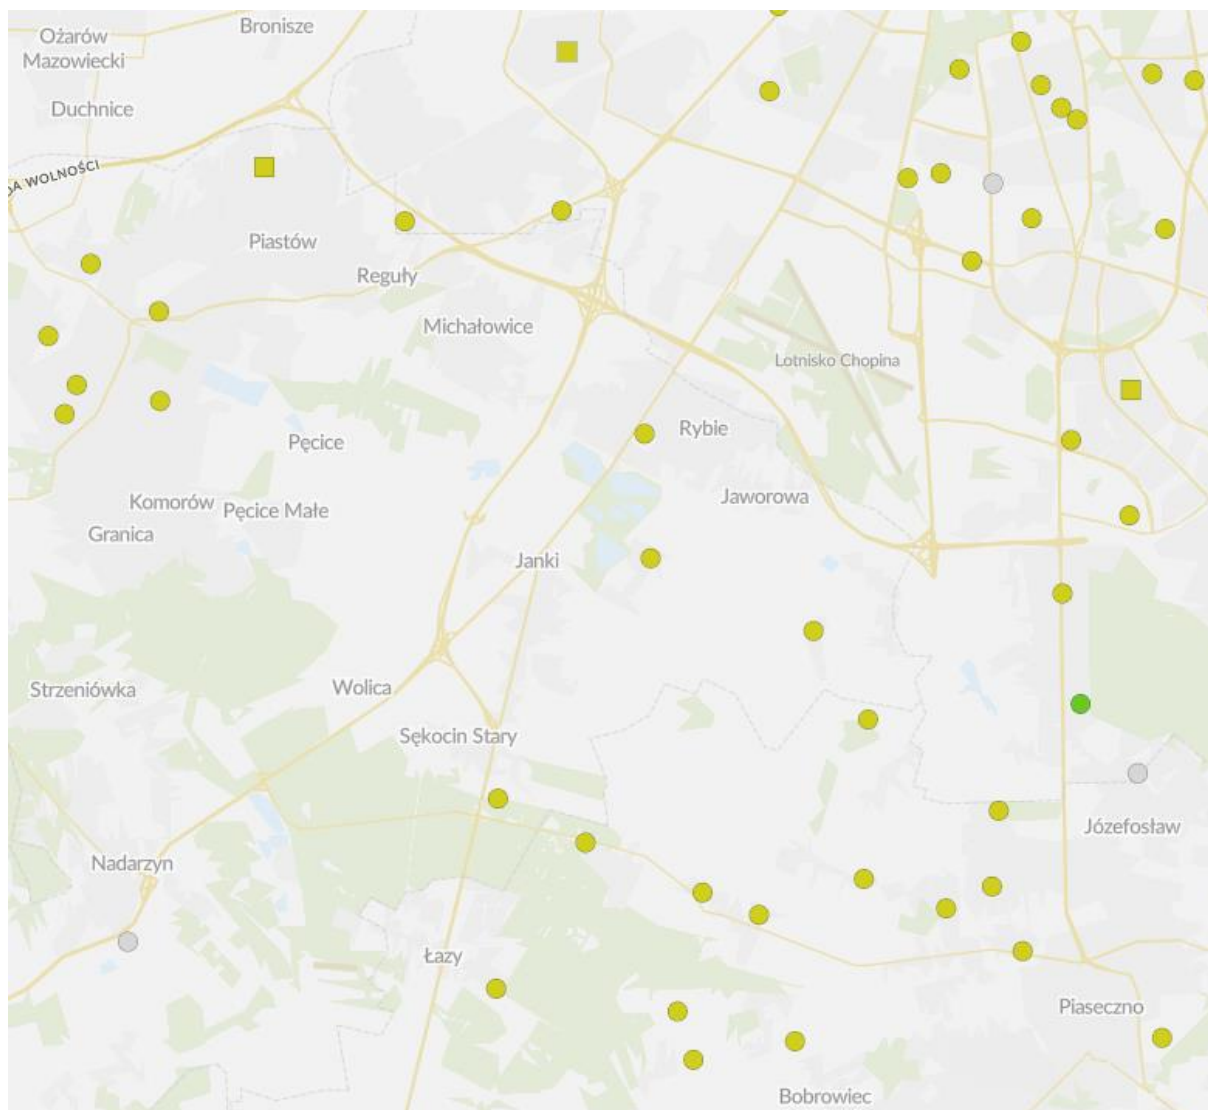 Bronisze
Ożarów
Mazowiecki
Duchnice
DA WOLNOŚCI
Piastów
Reguły
Michałowice
Lotnisko Chopina
Rybie
Pęcice
Jaworowa
Komorów
Pęcice Małe
Granica
Janki
Strzeniówka
Wolica
Sękocin Stary
Józefosław
Nadarzyn
Łazy
Piaseczno
Bobrowiec